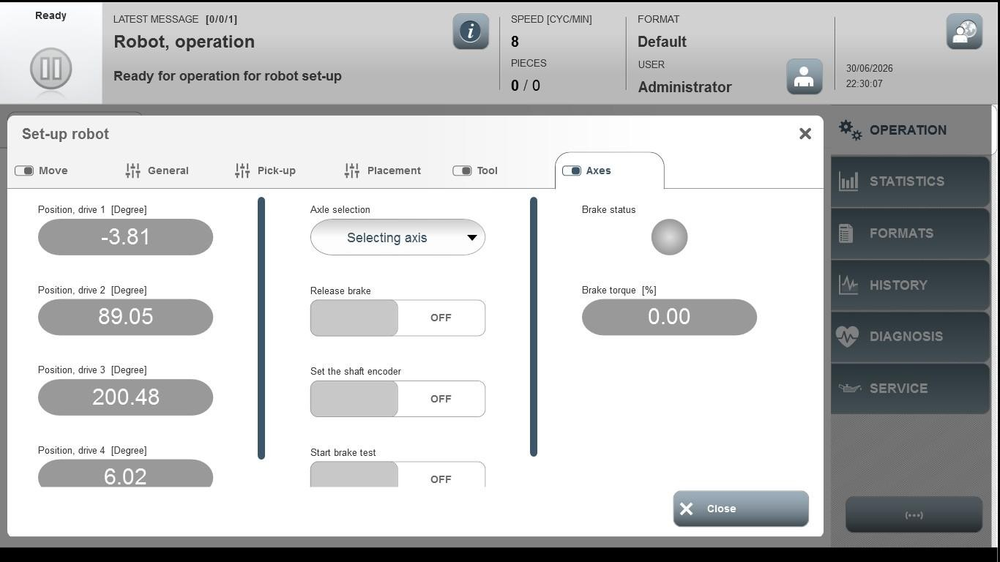 Ready
LATEST MESSAGE [0/0/1]
Robot, operation
Ready for operation for robot set-up
i
SPEED [CYC/MIN]
8
PIECES
0 / 0
FORMAT
Default
USER
Administrator
30/06/2026
22:30:07
Set-up robot
Move
General
Pick-up
Placement
Tool
Axes
Position, drive 1 [Degree]
-3.81
Position, drive 2 [Degree]
89.05
Position, drive 3 [Degree]
200.48
Position, drive 4 [Degree]
6.02
Axle selection
Selecting axis
Release brake
OFF
Set the shaft encoder
OFF
Start brake test
OFF
Brake status
Brake torque [%]
0.00
Close
OPERATION
STATISTICS
FORMATS
HISTORY
DIAGNOSIS
SERVICE
(•••)